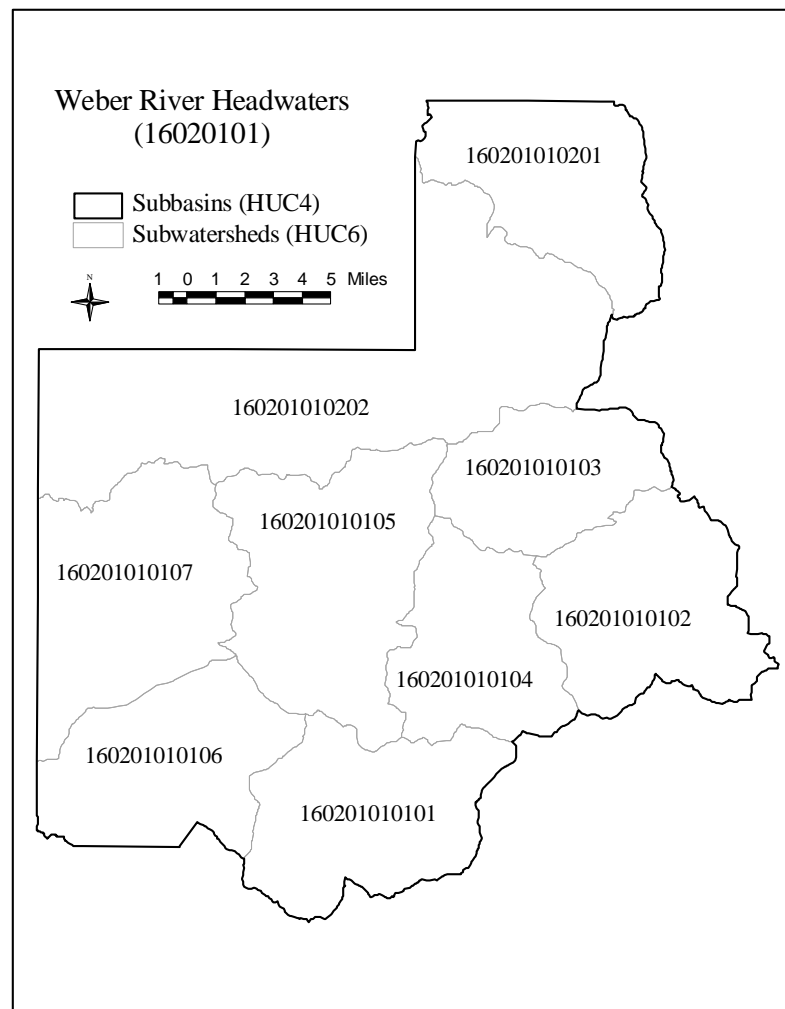 Weber River Headwaters
(16020101)
Subbasins (HUC4)
Subwatersheds (HUC6)
N
1 0 1 2 3 4 5 Miles
160201010201
160201010202
160201010103
160201010105
160201010107
160201010102
160201010104
160201010106
160201010101